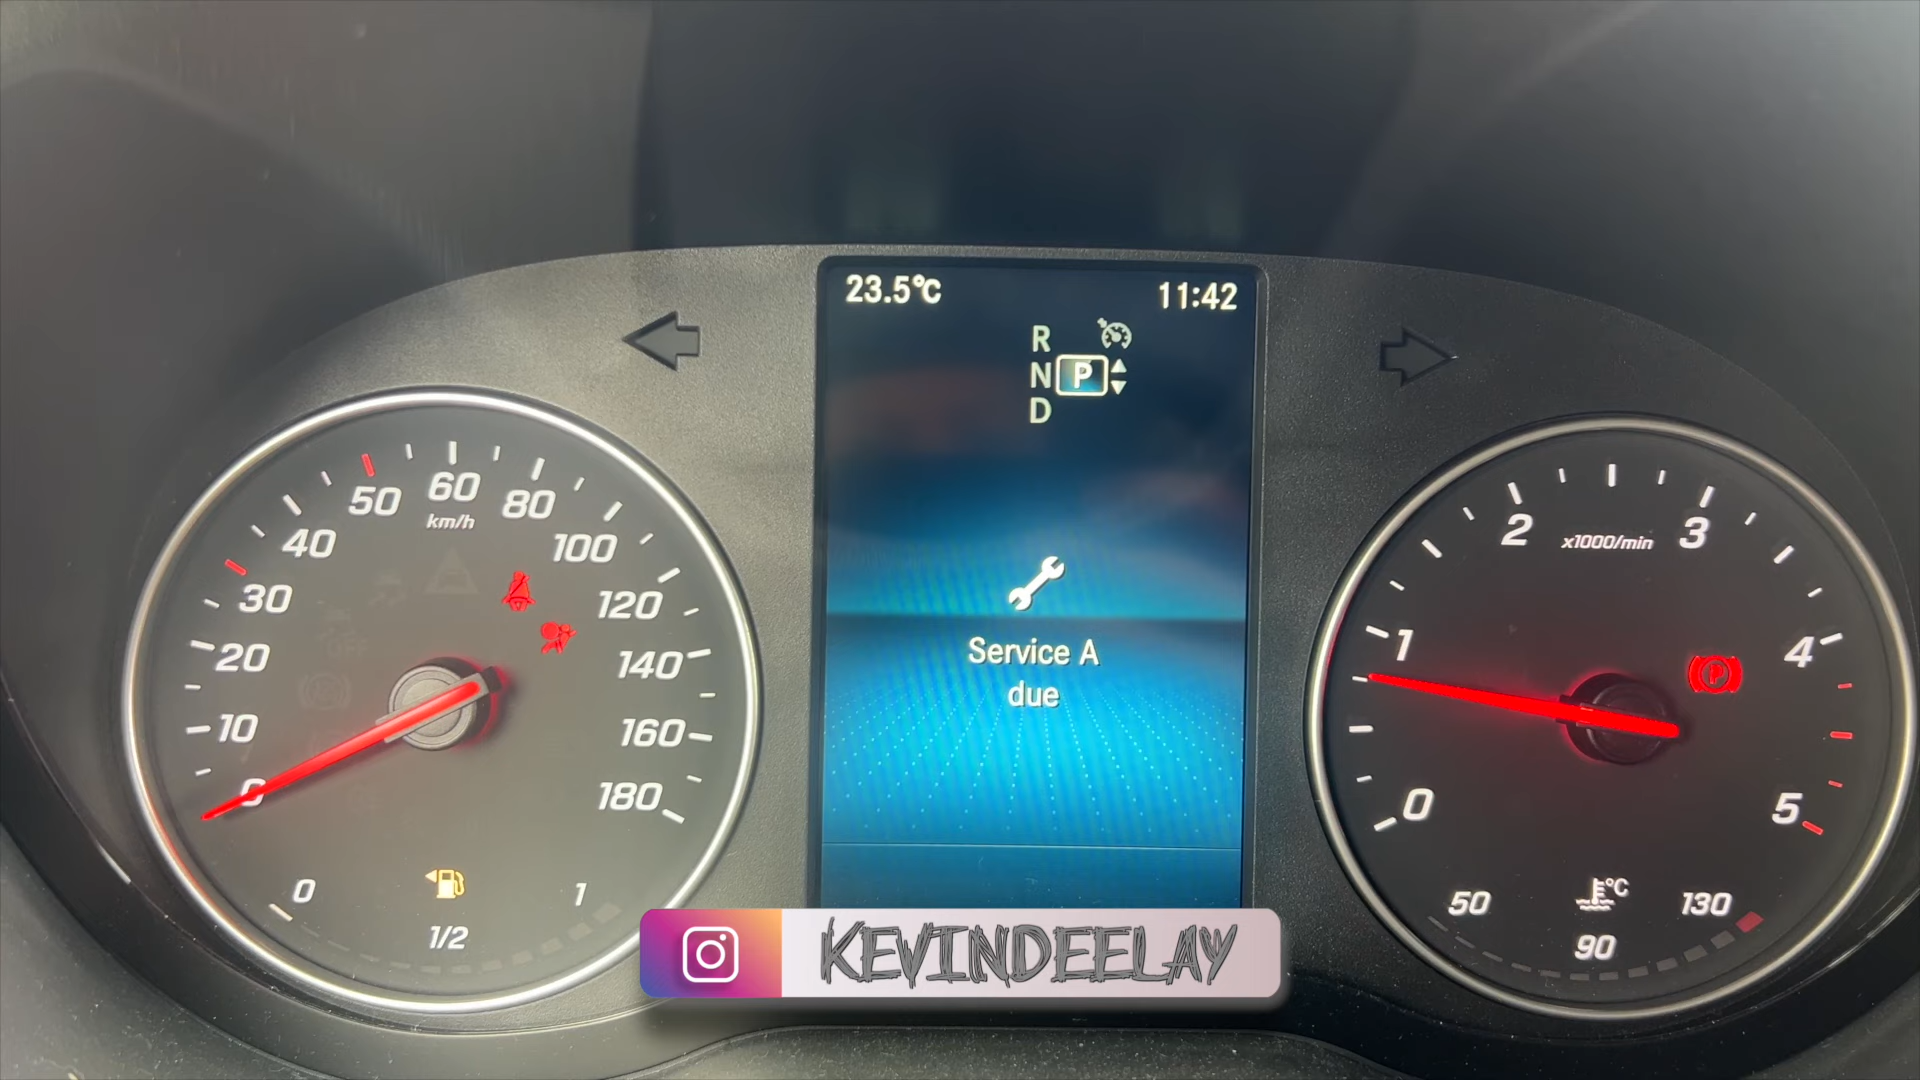 23.5°C 11:42
R
N P
D
Service A
due
0 10 20 30 40 50 60 80 100 120 140 160 180
km/h
0 1/2 1
0 1 2 3 4 5
x1000/min
P
°C
50 90 130
KEVINDEELAY